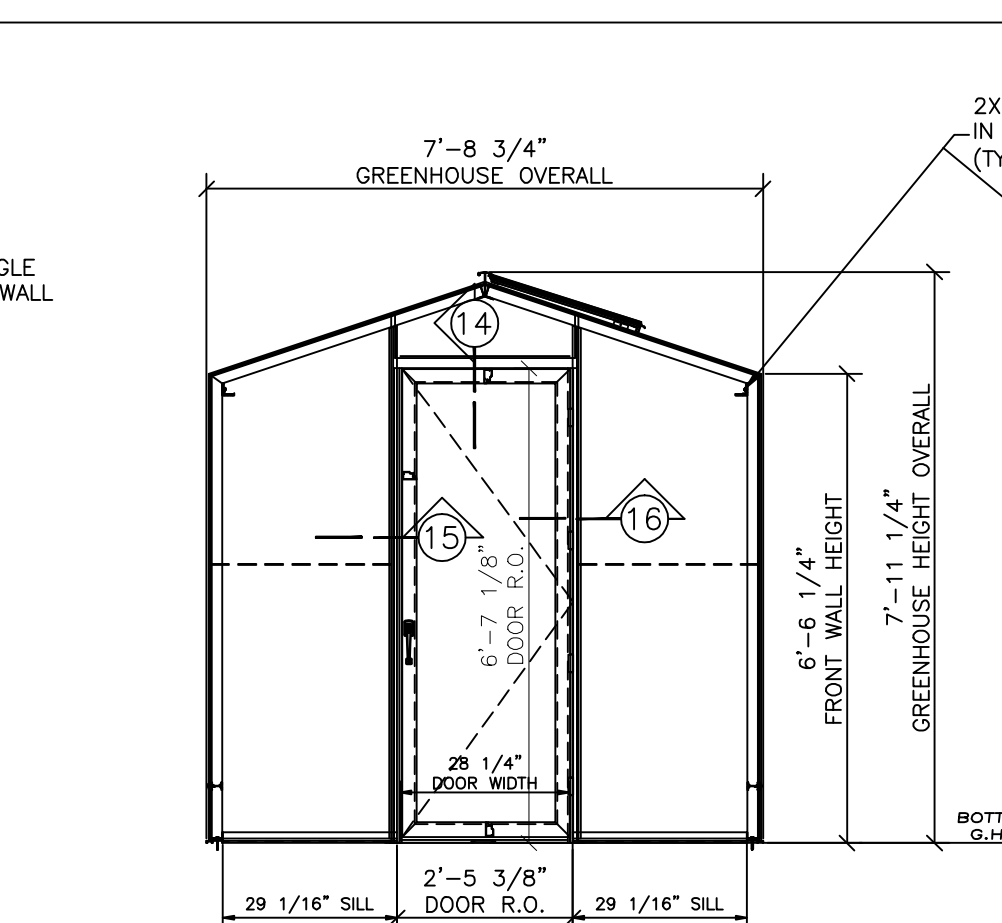 2X
IN
(TY
7'-8 3/4"
GREENHOUSE OVERALL
GLE
WALL
14
15
16
6'-7 1/8"
DOOR R.O.
6'-6 1/4"
FRONT WALL HEIGHT
7'-11 1/4"
GREENHOUSE HEIGHT OVERALL
28 1/4"
DOOR WIDTH
BOTT
G.H
2'-5 3/8"
DOOR R.O.
29 1/16" SILL
29 1/16" SILL